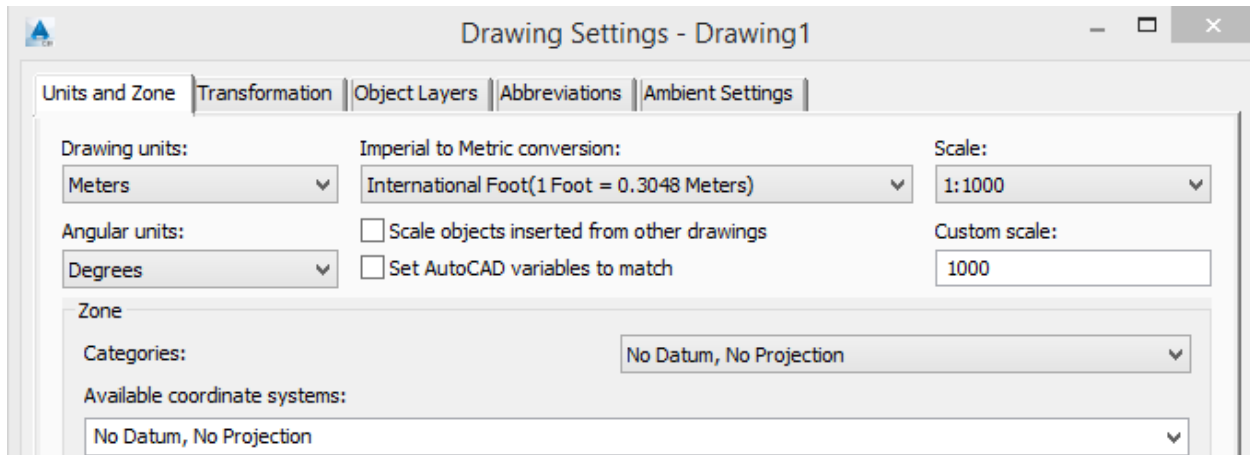 Drawing Settings - Drawing1
Units and Zone Transformation Object Layers Abbreviations Ambient Settings
Drawing units: Imperial to Metric conversion: Scale:
Meters International Foot(1 Foot = 0.3048 Meters) 1:1000
Angular units: Scale objects inserted from other drawings Custom scale:
Degrees Set AutoCAD variables to match 1000
Zone
Categories: No Datum, No Projection
Available coordinate systems:
No Datum, No Projection